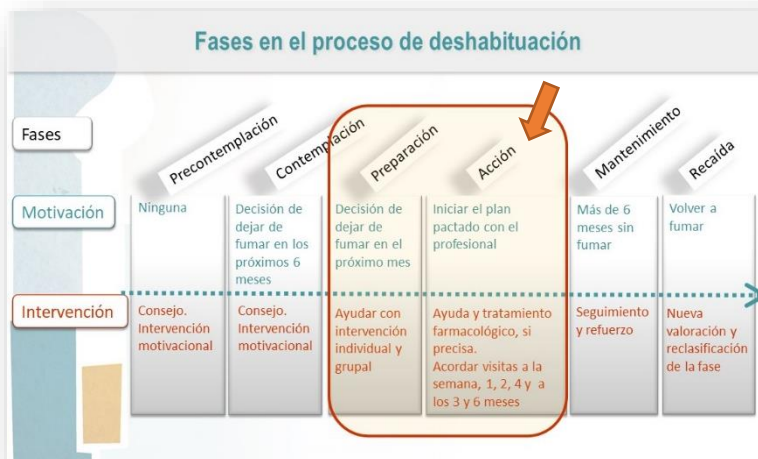 Fases en el proceso de deshabituación
Fases
Precontemplación
Contemplación
Preparación
Acción
Mantenimiento
Recaída
Motivación
Ninguna
Decisión de
dejar de
fumar en los
próximos 6
meses
Decisión de
dejar de
fumar en el
próximo mes
Iniciar el plan
pactado con el
profesional
Más de 6
meses sin
fumar
Volver a
fumar
Intervención
Consejo.
Intervención
motivacional
Consejo.
Intervención
motivacional
Ayudar con
intervención
individual y
grupal
Ayuda y tratamiento
farmacológico, si
precisa.
Acordar visitas a la
semana, 1, 2, 4 y a
los 3 y 6 meses
Seguimiento
y refuerzo
Nueva
valoración y
reclasificación
de la fase